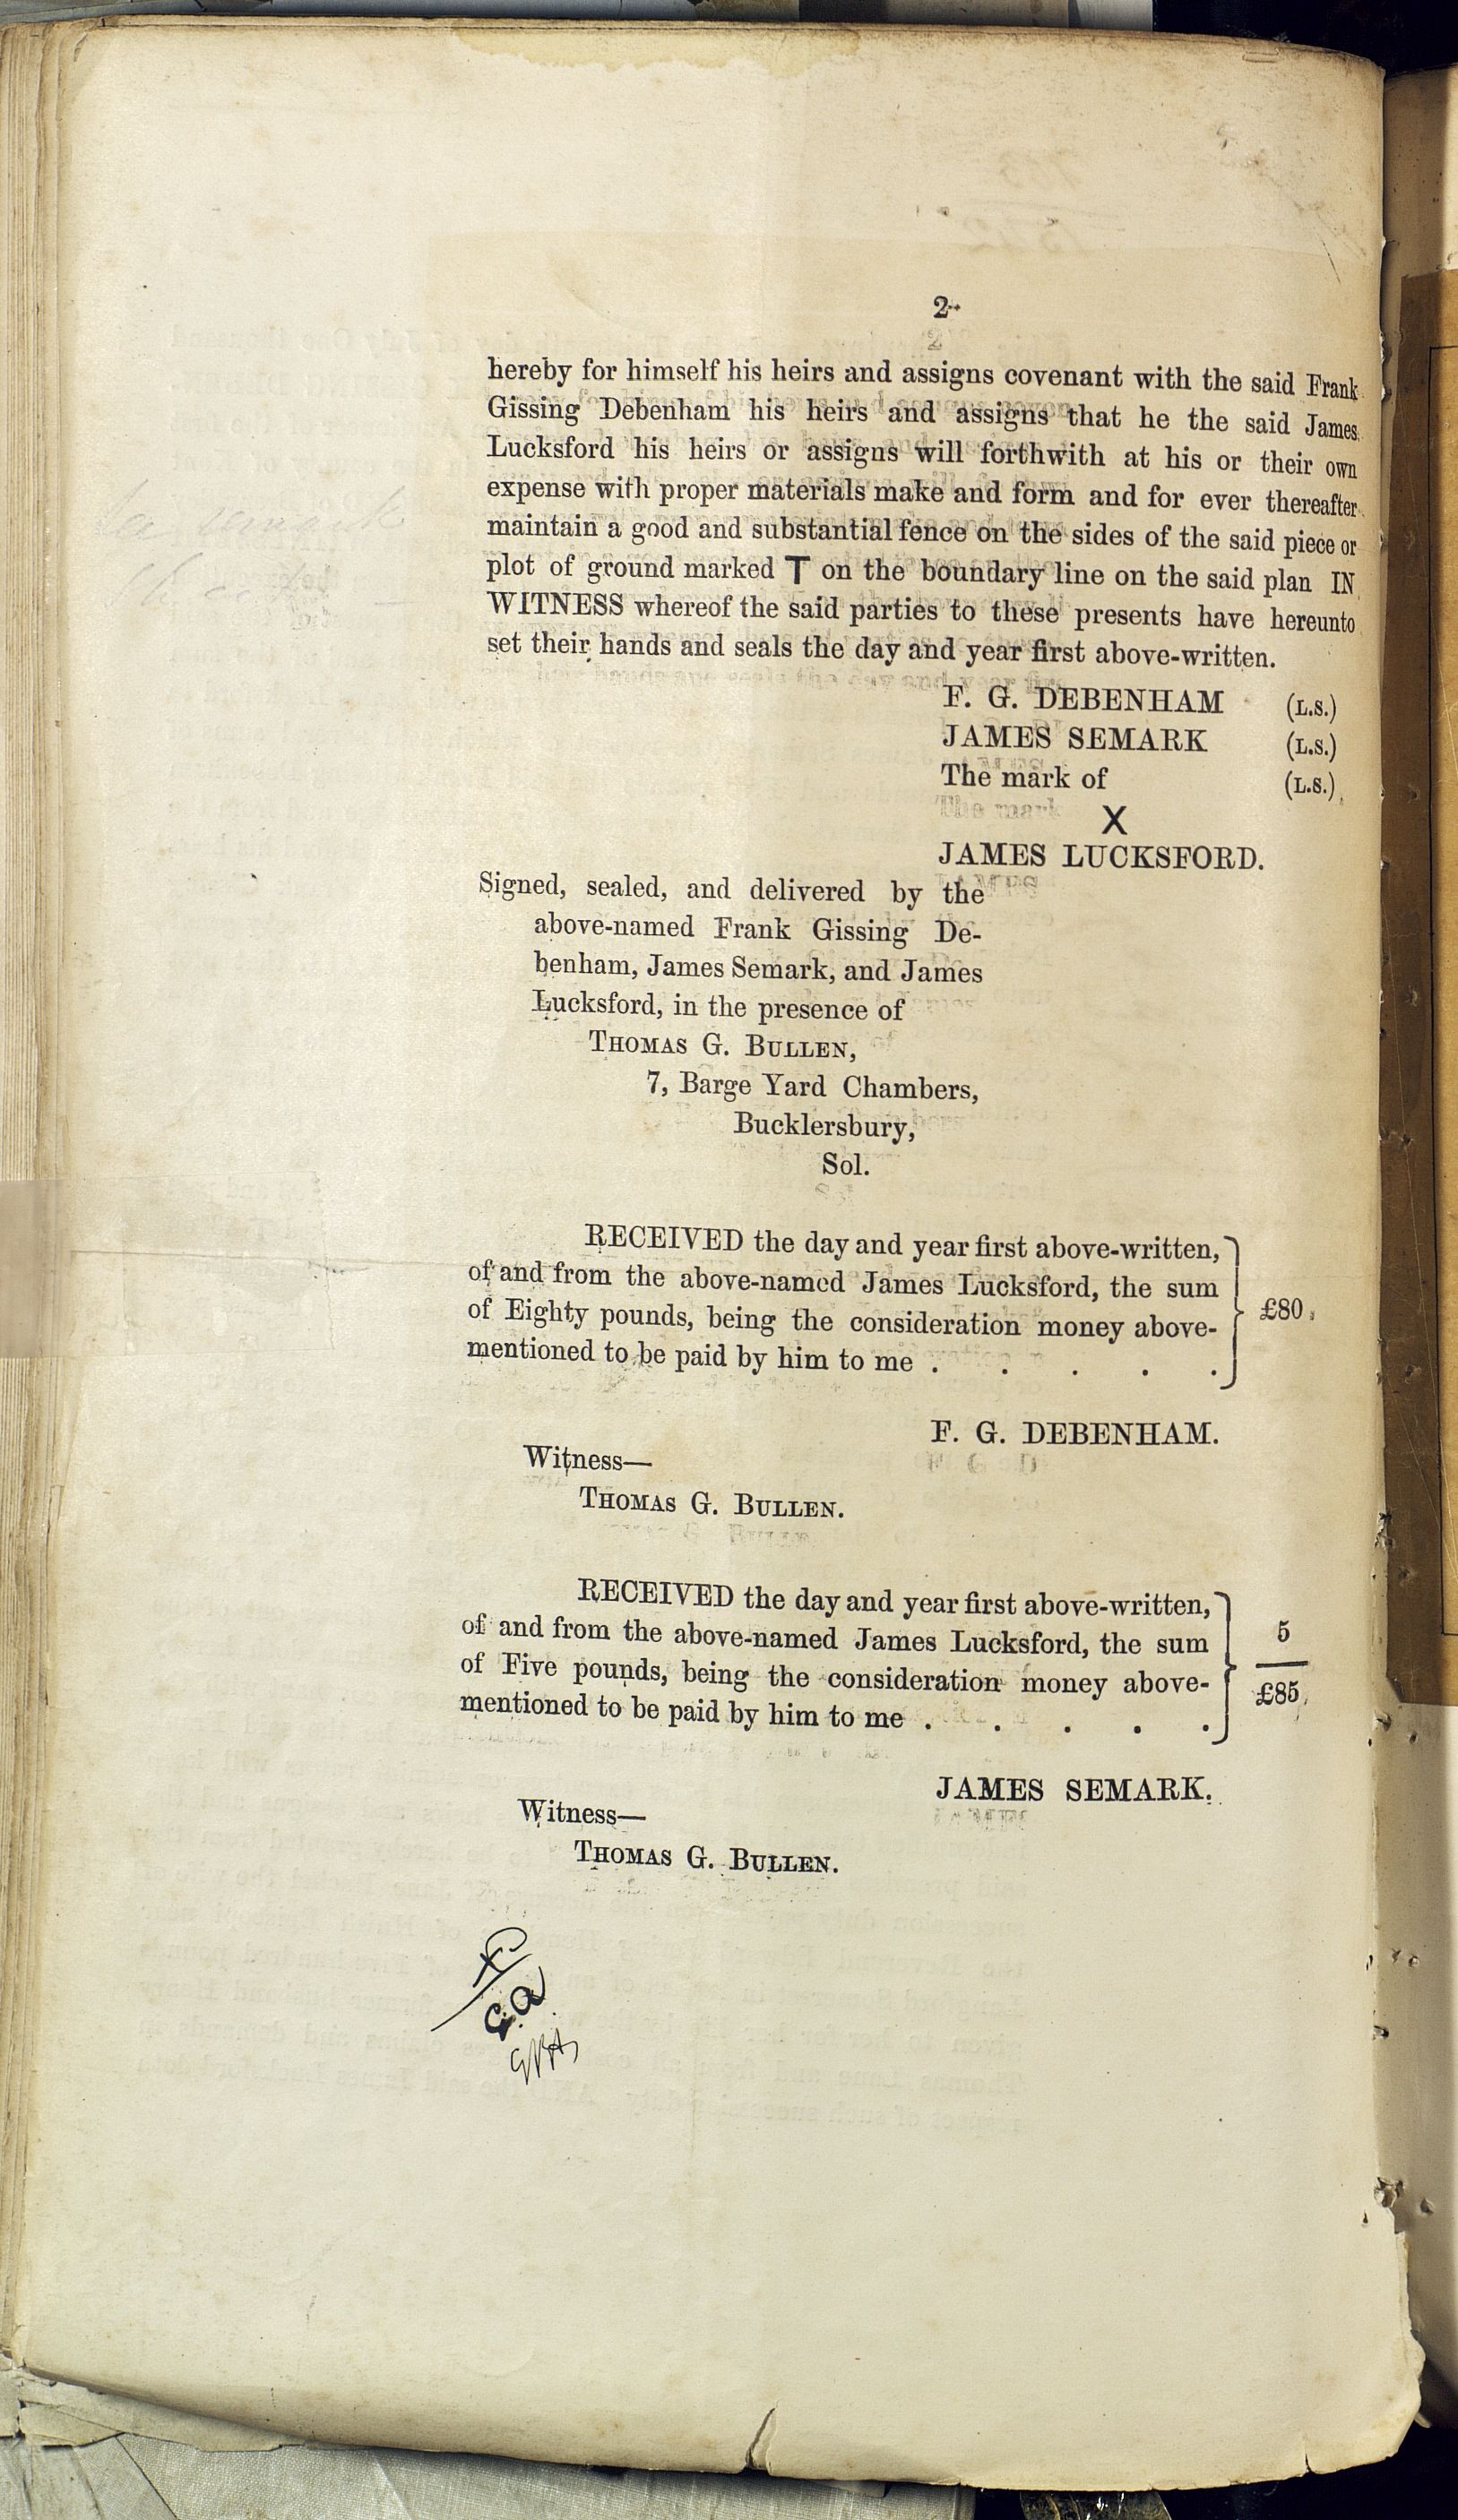 2
hereby for himself his heirs and assigns covenant with the said Frank
Gissing Debenham his heirs and assigns that he the said James
Lucksford his heirs or assigns will forthwith at his or their own
expense with proper materials make and form and for ever thereafter
maintain a good and substantial fence on the sides of the said piece or
plot of ground marked T on the boundary line on the said plan IN
WITNESS whereof the said parties to these presents have hereunto
set their hands and seals the day and year first above-written.
F. G. DEBENHAM (L.S.)
JAMES SEMARK (L.S.)
The mark of (L.S.)
X
JAMES LUCKSFORD.
Signed, sealed, and delivered by the
above-named Frank Gissing De-
benham, James Semark, and James
Lucksford, in the presence of
THOMAS G. BULLEN,
7, Barge Yard Chambers,
Bucklersbury,
Sol.
RECEIVED the day and year first above-written,
of and from the above-named James Lucksford, the sum
of Eighty pounds, being the consideration money above- £80
mentioned to be paid by him to me . . . . .
F. G. DEBENHAM.
Witness—
THOMAS G. BULLEN.
RECEIVED the day and year first above-written,
of and from the above-named James Lucksford, the sum 5
of Five pounds, being the consideration money above- £85
mentioned to be paid by him to me . . . . .
JAMES SEMARK.
Witness—
THOMAS G. BULLEN.